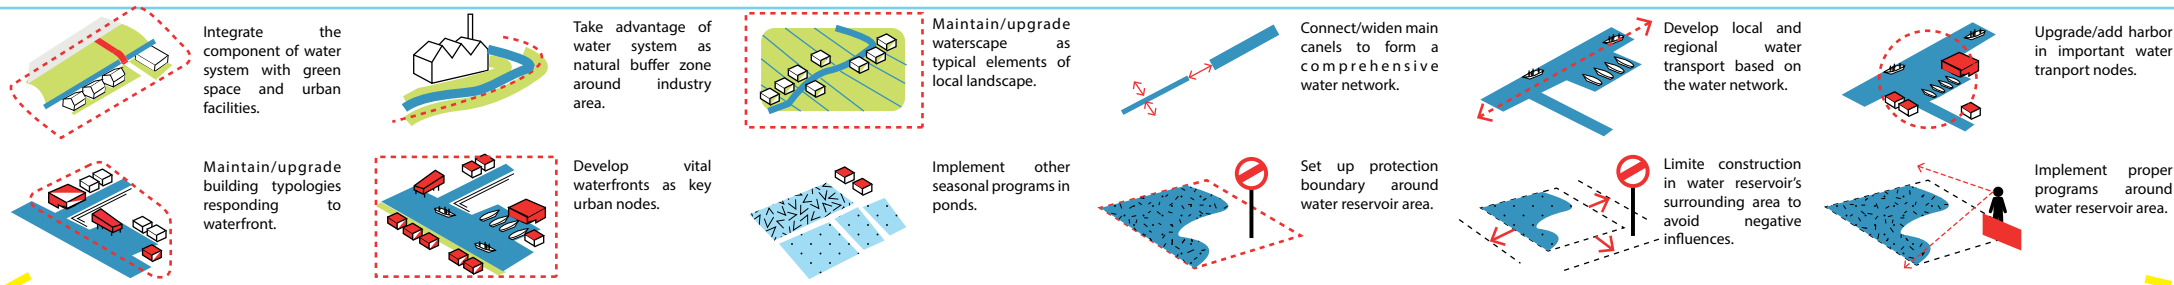 Integrate the
component of water
system with green
space and urban
facilities.
Take advantage of
water system as
natural buffer zone
around industry
area.
Maintain/upgrade
waterscape as
typical elements of
local landscape.
Connect/widen main
canels to form a
comprehensive
water network.
Develop local and
regional water
transport based on
the water network.
Upgrade/add harbor
in important water
tranport nodes.
Maintain/upgrade
building typologies
responding to
waterfront.
Develop vital
waterfronts as key
urban nodes.
Implement other
seasonal programs in
ponds.
Set up protection
boundary around
water reservoir area.
Limite construction
in water reservoir's
surrounding area to
avoid negative
influences.
Implement proper
programs around
water reservoir area.